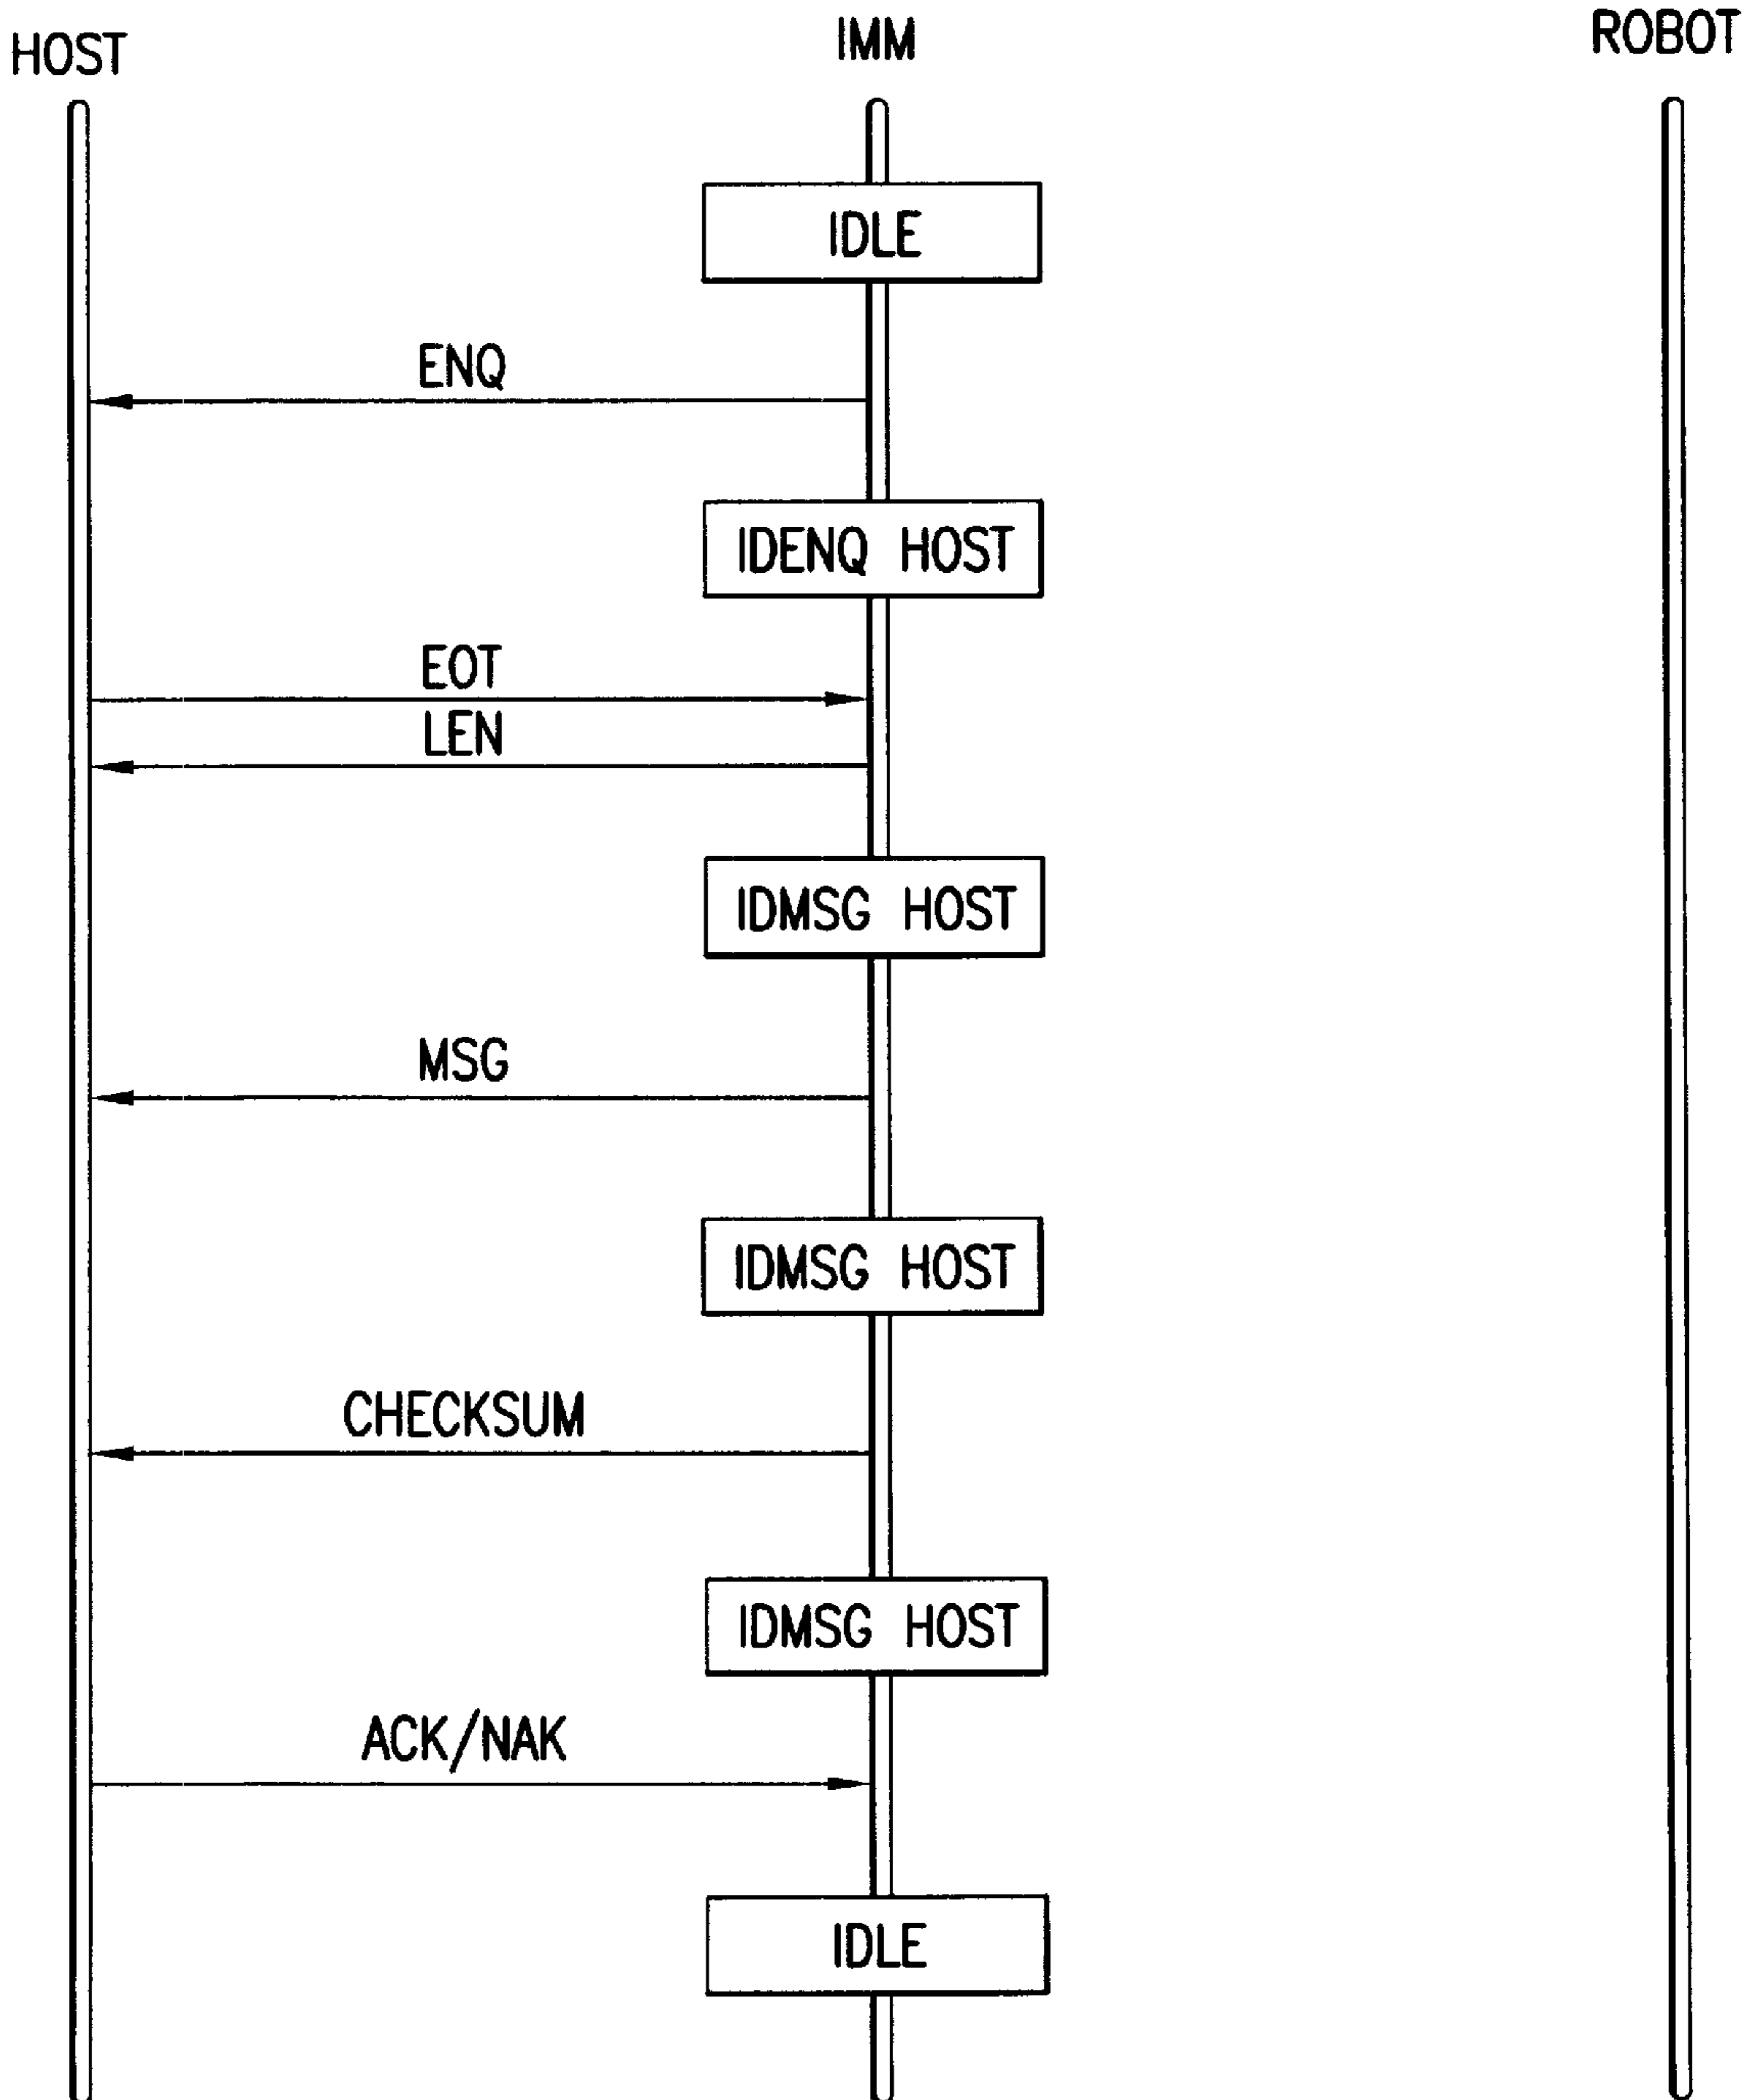 HOST
IMM
ROBOT
IDLE
ENQ
IDENQ HOST
EOT
LEN
IDMSG HOST
MSG
IDMSG HOST
CHECKSUM
IDMSG HOST
ACK/NAK
IDLE